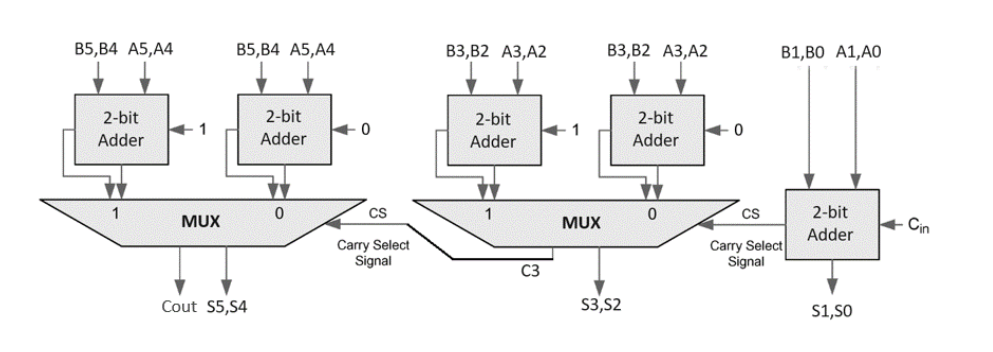 B5,B4 A5,A4
B5,B4 A5,A4
B3,B2 A3,A2
B3,B2 A3,A2
B1,B0 A1,A0
2-bit
Adder
1
2-bit
Adder
0
2-bit
Adder
1
2-bit
Adder
0
1
MUX
0
CS
Carry Select
Signal
1
MUX
0
CS
Carry Select
Signal
2-bit
Adder
Cin
C3
Cout S5,S4
S3,S2
S1,S0